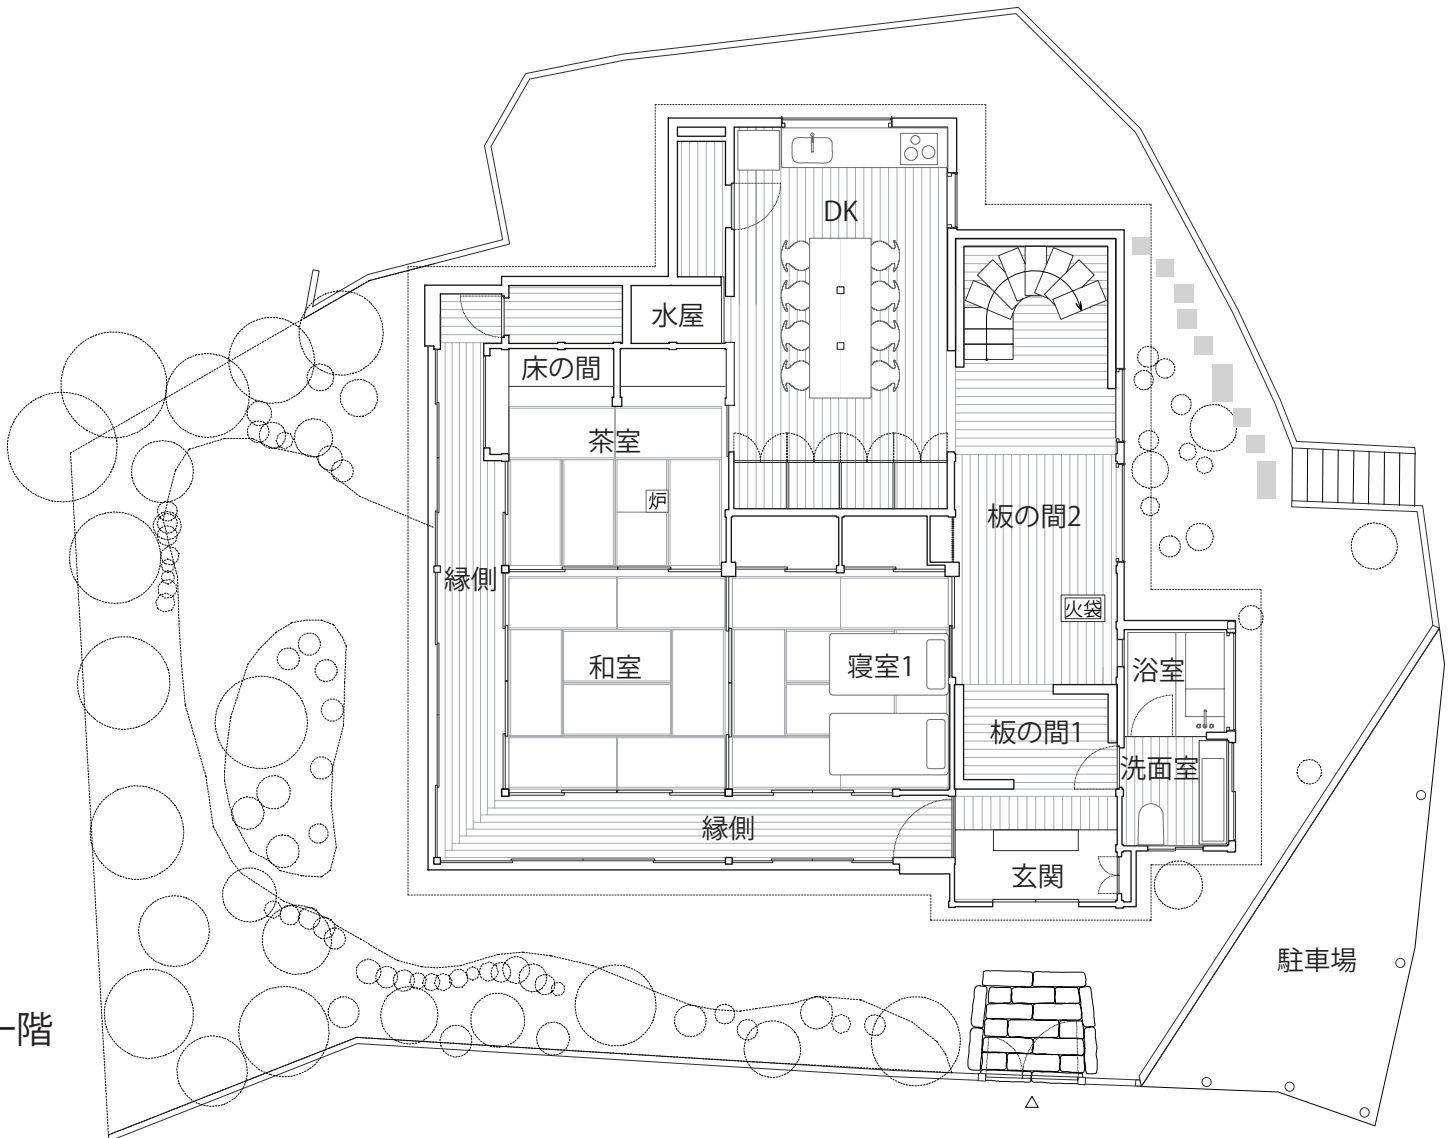 DK
水屋
床の間
茶室
炉
板の間2
縁側
火袋
和室
寝室1
浴室
板の間1
洗面室
縁側
玄関
駐車場
一階